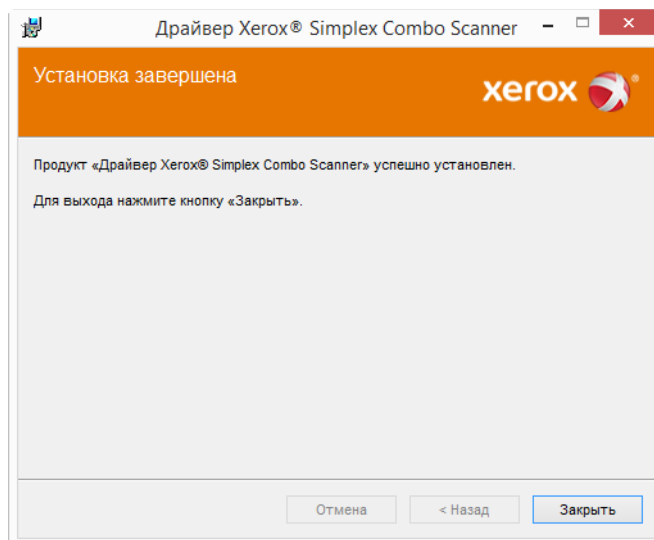 Драйвер Xerox® Simplex Combo Scanner
Установка завершена
xerox
Продукт «Драйвер Xerox® Simplex Combo Scanner» успешно установлен.
Для выхода нажмите кнопку «Закрыть».
Отмена
< Назад
Закрыть